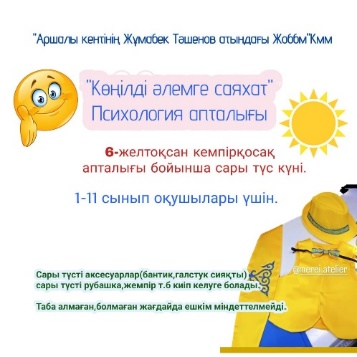 "Аршалы кентінің Жұмабек Ташенов атындағы Жоббм"Кмм
"Көңілді әлемге саяхат"
Психология апталығы
6-желтоқсан кемпірқосақ
апталығы бойынша сары түс күні.
1-11 сынып оқушылары үшін.
Сары түсті аксесуарлар(бантик,галстук сияқты)
сары түсті рубашка,жемпір т.б киіп келуге болады.
Таба алмаған,болмаған жағдайда ешкім міндеттелмейді.